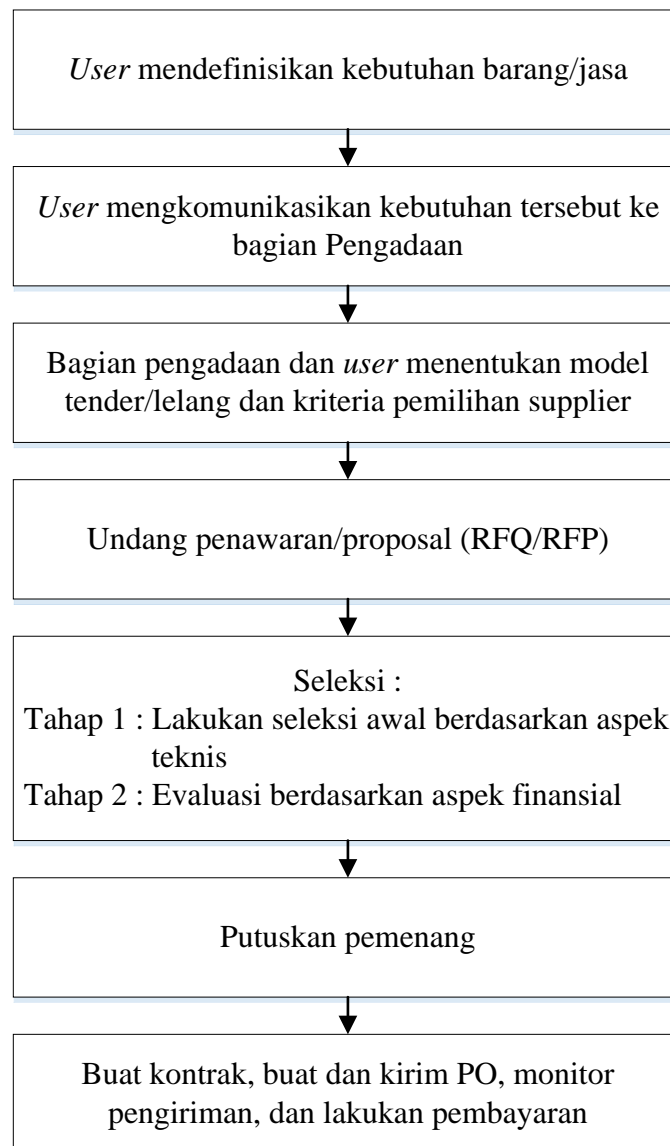 User mendefinisikan kebutuhan barang/jasa
User mengkomunikasikan kebutuhan tersebut ke
bagian Pengadaan
Bagian pengadaan dan user menentukan model
tender/lelang dan kriteria pemilihan supplier
Undang penawaran/proposal (RFQ/RFP)
Seleksi :
Tahap 1 : Lakukan seleksi awal berdasarkan aspek
teknis
Tahap 2 : Evaluasi berdasarkan aspek finansial
Putuskan pemenang
Buat kontrak, buat dan kirim PO, monitor
pengiriman, dan lakukan pembayaran